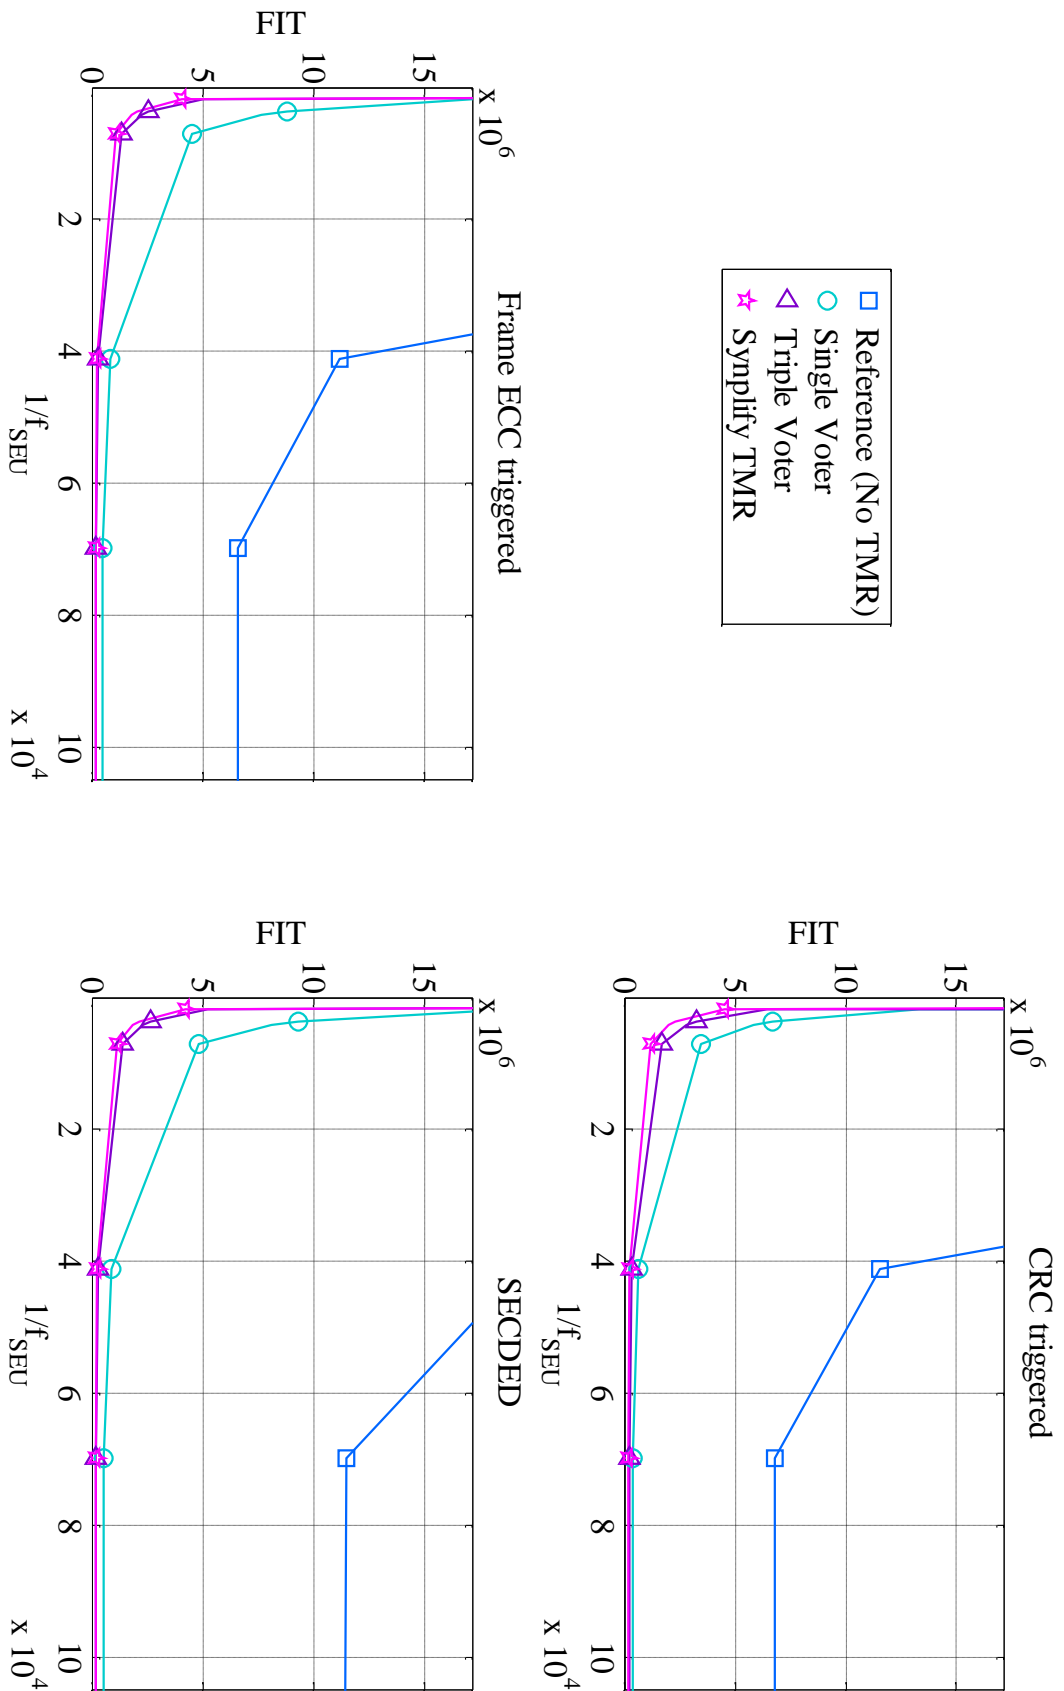 Reference (No TMR)
Single Voter
Triple Voter
Synplify TMR
CRC triggered
x 10^6
15
10
5
0
FIT
2
4
6
8
10
x 10^4
1/f_SEU
Frame ECC triggered
x 10^6
15
10
5
0
FIT
2
4
6
8
10
x 10^4
1/f_SEU
SECDED
x 10^6
15
10
5
0
FIT
2
4
6
8
10
x 10^4
1/f_SEU